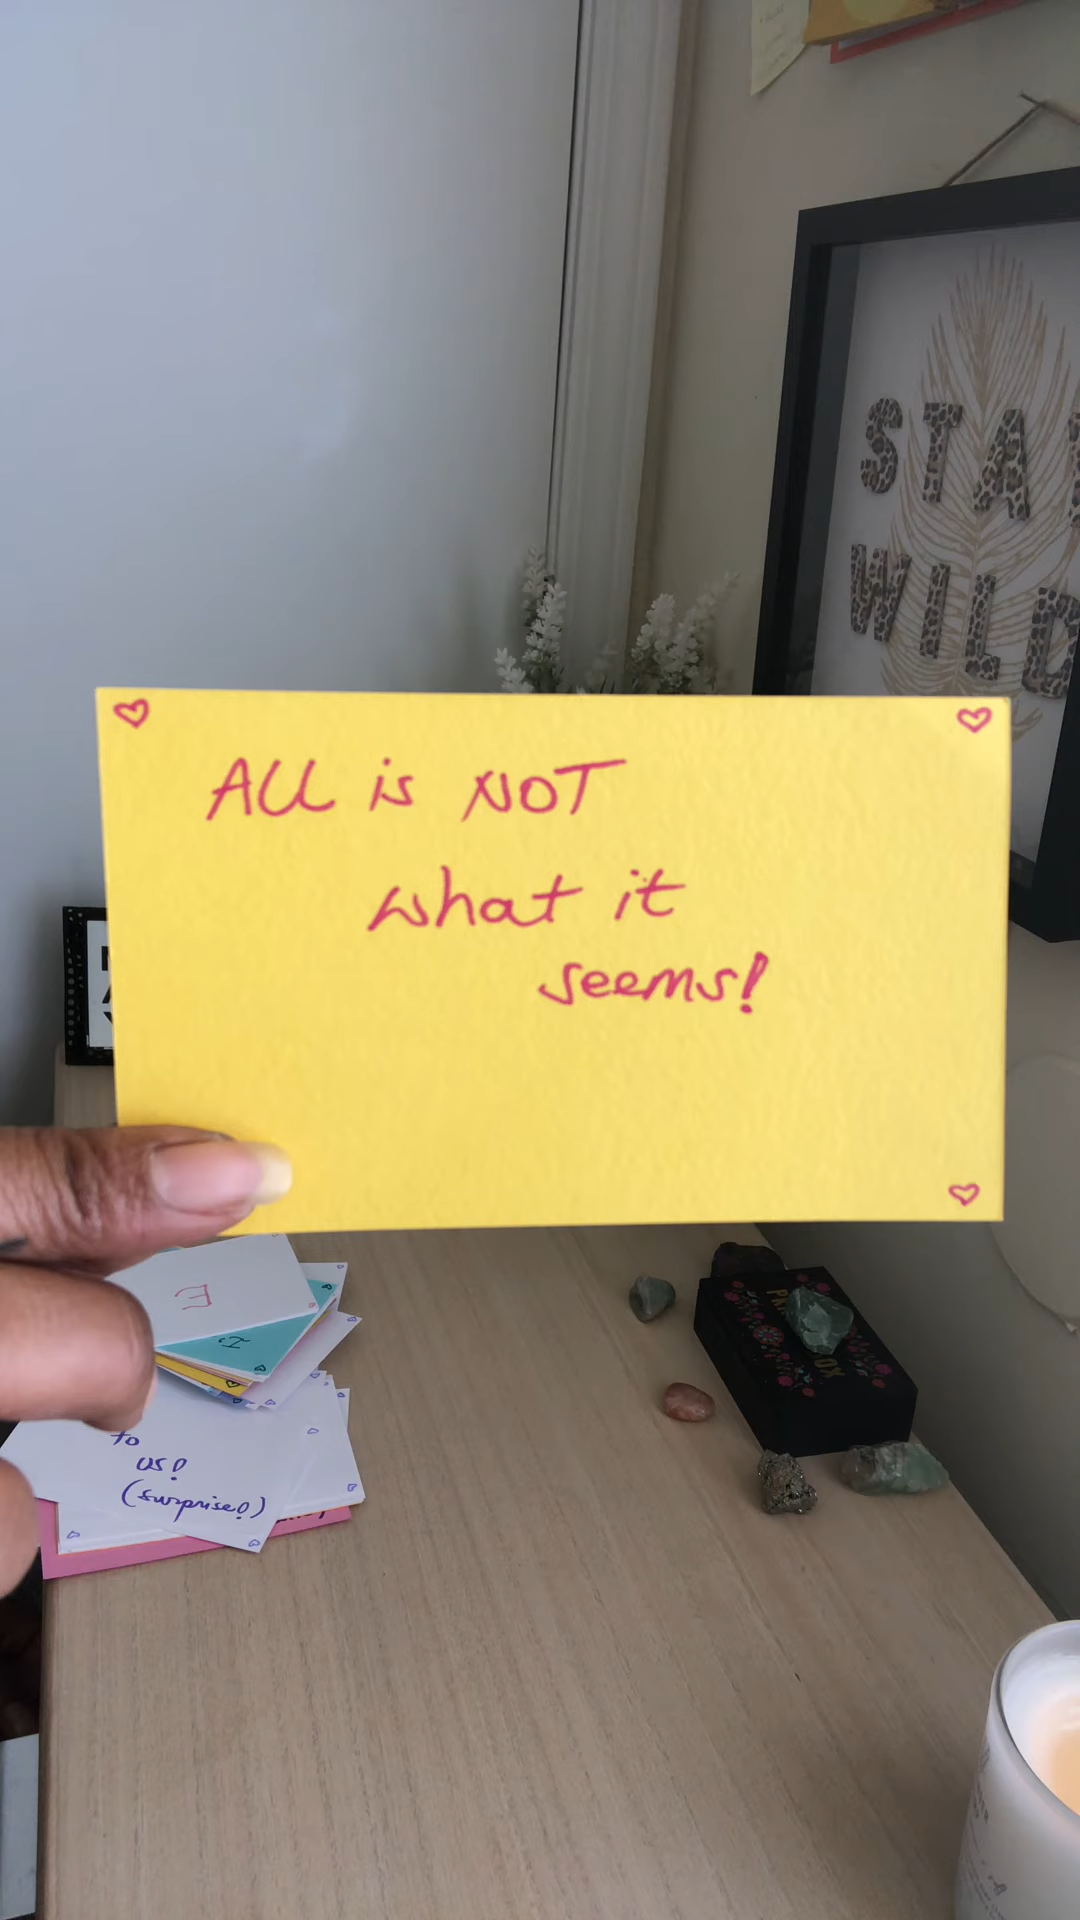 STAY
WILD
ALL is NOT
what it
seems!
E
to
us!
(surprise!)